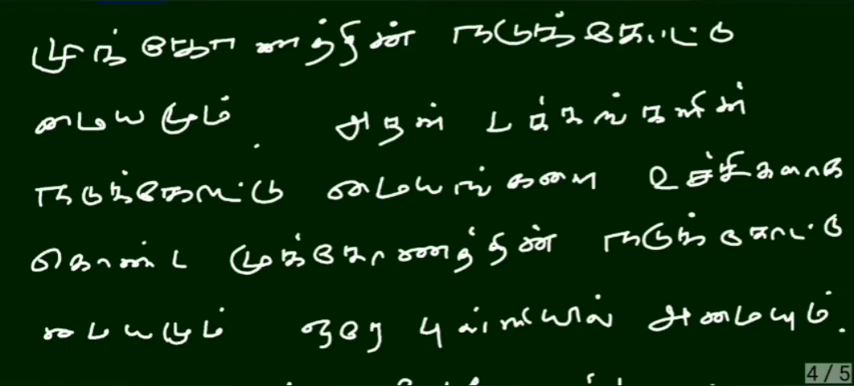 முக்கோணத்தின் நடுக்கோட்டு
மையமும் அதன் பக்கங்களின்
நடுக்கோட்டு மையங்களை உச்சிகளாக
கொண்ட முக்கோணத்தின் நடுக்கோட்டு
மையமும் ஒரே புள்ளியில் அமையும்.
4/5